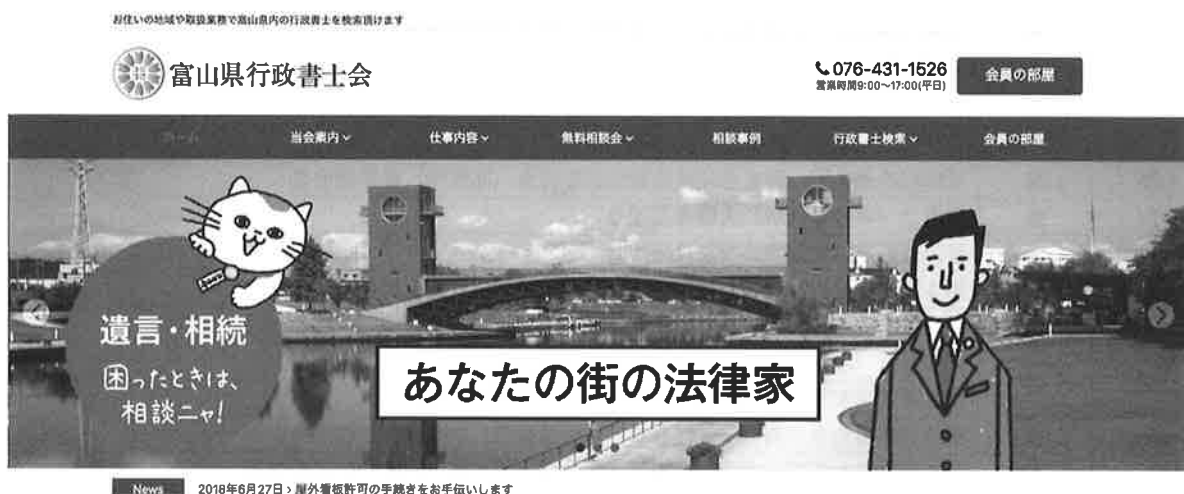 お住いの地域や取扱業務で富山県内の行政書士を検索頂けます
富山県行政書士会
076-431-1526
営業時間9:00〜17:00(平日)
会員の部屋
ホーム
当会案内
仕事内容
無料相談会
相談事例
行政書士検索
会員の部屋
遺言・相続
困ったときは、
相談ニャ!
あなたの街の法律家
News 2018年6月27日 › 屋外看板許可の手続きをお手伝いします